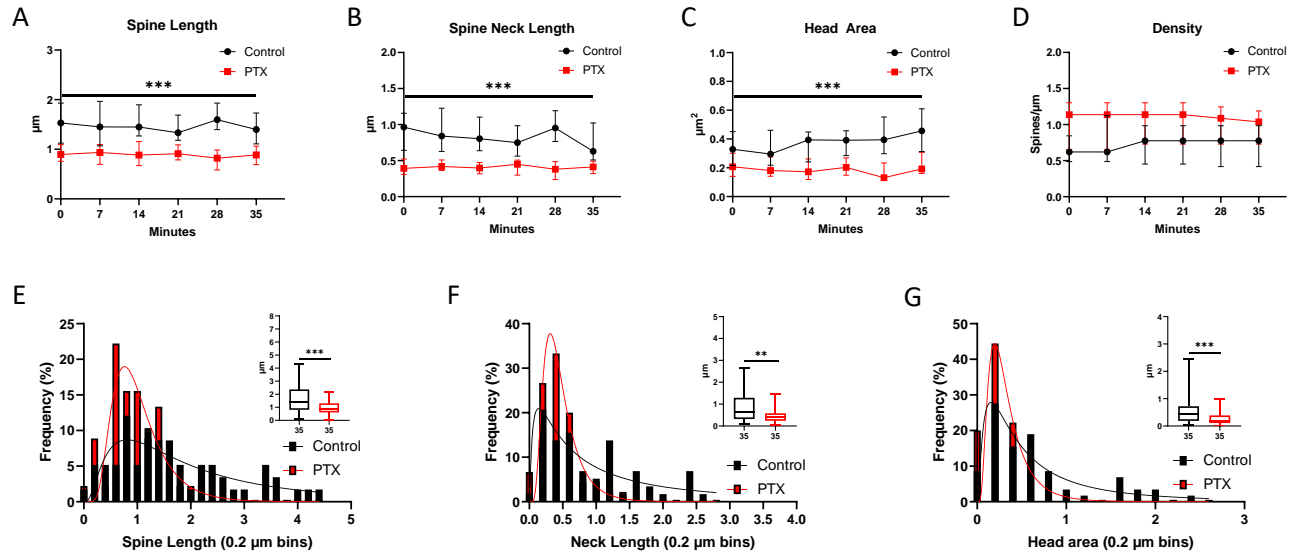 A
Spine Length
Control
PTX
***
µm
3
2
1
0
0 7 14 21 28 35
Minutes
B
Spine Neck Length
Control
PTX
***
µm
2.0
1.5
1.0
0.5
0.0
0 7 14 21 28 35
Minutes
C
Head Area
Control
PTX
***
µm²
1.0
0.8
0.6
0.4
0.2
0.0
0 7 14 21 28 35
Minutes
D
Density
Control
PTX
Spines/µm
2.0
1.5
1.0
0.5
0.0
0 7 14 21 28 35
Minutes
E
Frequency (%)
25
20
15
10
5
0
0 1 2 3 4 5
Spine Length (0.2 µm bins)
µm
8
7
6
5
4
3
2
1
0
***
35 35
Control
PTX
F
Frequency (%)
40
30
20
10
0
0.0 0.5 1.0 1.5 2.0 2.5 3.0 3.5 4.0
Neck Length (0.2 µm bins)
µm
5
4
3
2
1
0
**
35 35
Control
PTX
G
Frequency (%)
50
40
30
20
10
0
0 1 2 3
Head area (0.2 µm bins)
µm
4
3
2
1
0
***
35 35
Control
PTX